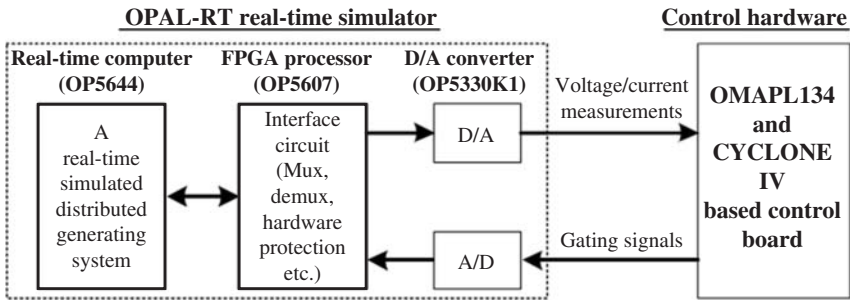 OPAL-RT real-time simulator
Control hardware
Real-time computer
(OP5644)
FPGA processor
(OP5607)
D/A converter
(OP5330K1)
A
real-time
simulated
distributed
generating
system
Interface
circuit
(Mux,
demux,
hardware
protection
etc.)
D/A
A/D
Voltage/current
measurements
Gating signals
OMAPL134
and
CYCLONE
IV
based control
board